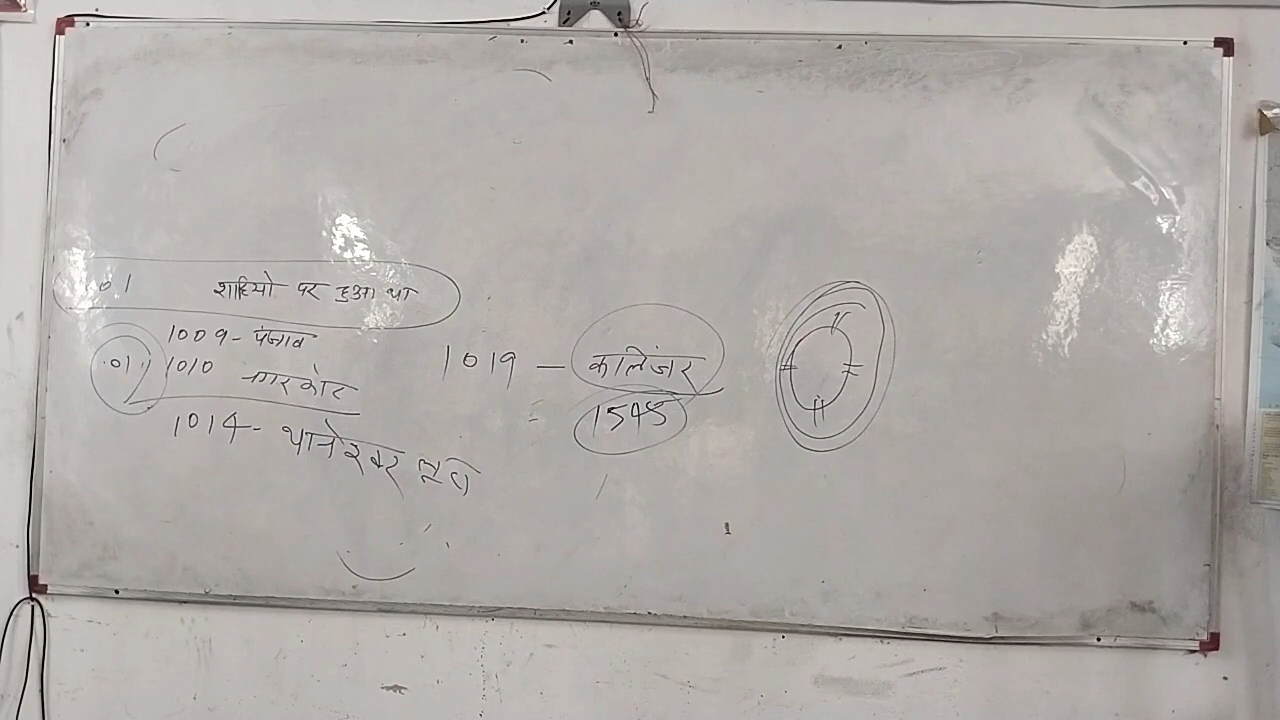 01 शाहियो पर हुआ था
1009 - पंजाब
01 1010 नगरकोट
1014 - थानेश्वर लूटा
1019 - कालिंजर
1545